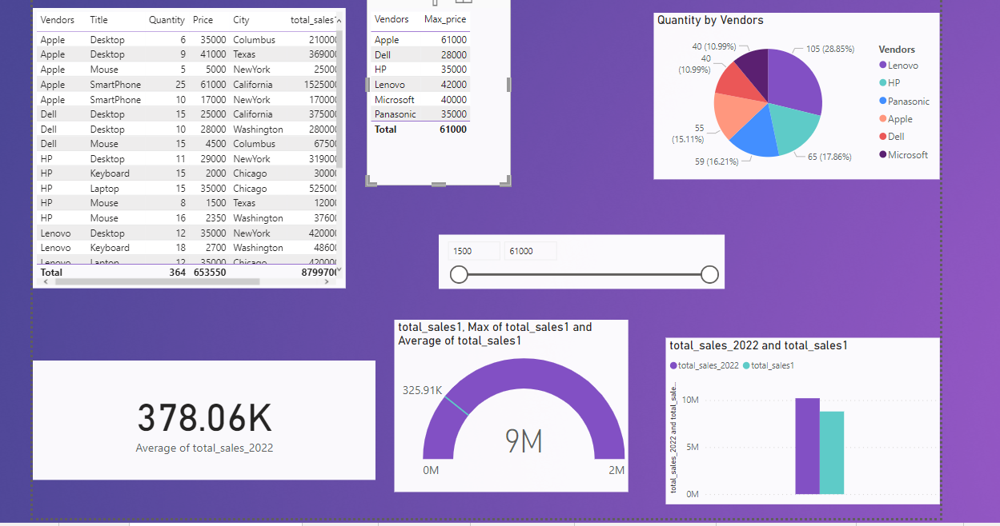 Vendors Title Quantity Price City total_sales1
Apple Desktop 6 35000 Columbus 210000
Apple Desktop 9 41000 Texas 369000
Apple Mouse 5 5000 NewYork 25000
Apple SmartPhone 25 61000 California 1525000
Apple SmartPhone 10 17000 NewYork 170000
Dell Desktop 15 25000 California 375000
Dell Desktop 10 28000 Washington 280000
Dell Mouse 15 4500 Columbus 67500
HP Desktop 11 29000 NewYork 319000
HP Keyboard 15 2000 Chicago 30000
HP Laptop 15 35000 Chicago 525000
HP Mouse 8 1500 Texas 12000
HP Mouse 16 2350 Washington 37600
Lenovo Desktop 12 35000 NewYork 420000
Lenovo Keyboard 18 2700 Washington 48600
Lenovo Laptop 12 35000 Chicago 420000
Total 364 653550 8799700
Vendors Max_price
Apple 61000
Dell 28000
HP 35000
Lenovo 42000
Microsoft 40000
Panasonic 35000
Total 61000
Quantity by Vendors
40 (10.99%)
105 (28.85%)
40
(10.99%)
55
(15.11%)
59 (16.21%)
65 (17.86%)
Vendors
Lenovo
HP
Panasonic
Apple
Dell
Microsoft
1500 61000
378.06K
Average of total_sales_2022
total_sales1, Max of total_sales1 and
Average of total_sales1
325.91K
9M
0M 2M
total_sales_2022 and total_sales1
total_sales_2022 total_sales1
total_sales_2022 and total_sale...
10M
5M
0M